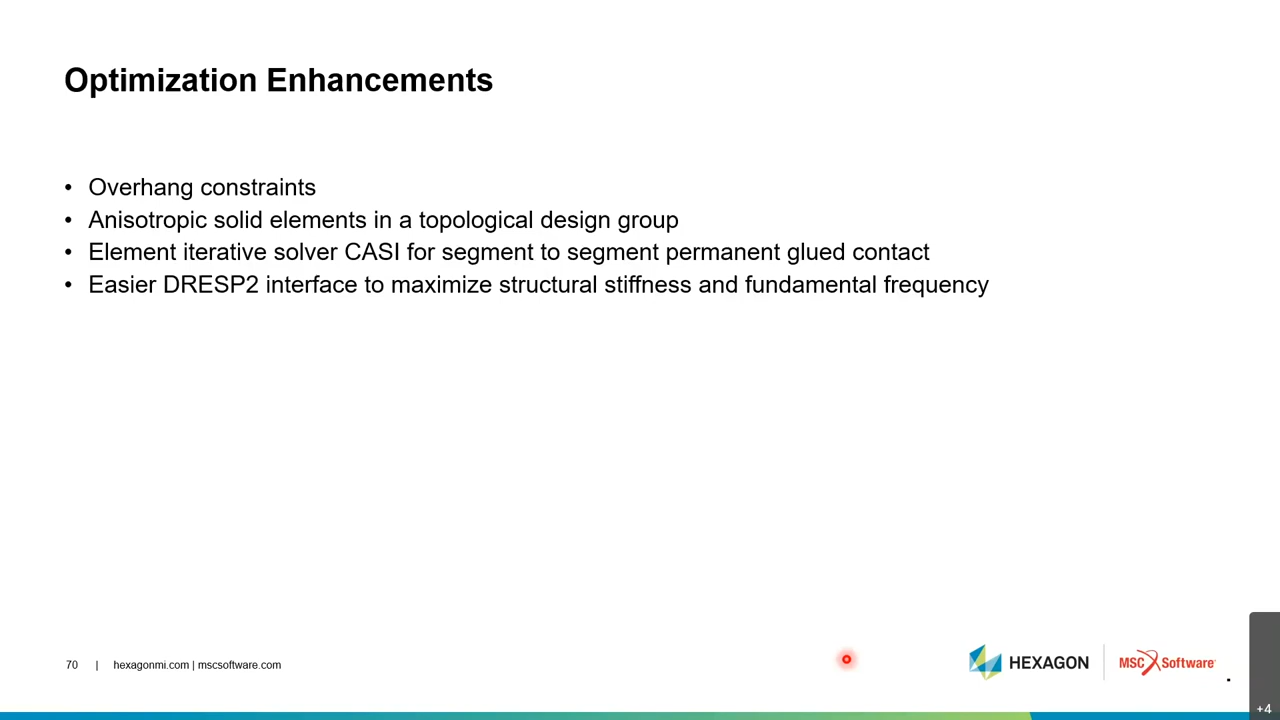 Optimization Enhancements
• Overhang constraints
• Anisotropic solid elements in a topological design group
• Element iterative solver CASI for segment to segment permanent glued contact
• Easier DRESP2 interface to maximize structural stiffness and fundamental frequency
70 | hexagonmi.com | mscsoftware.com
HEXAGON
MSC Software
+4